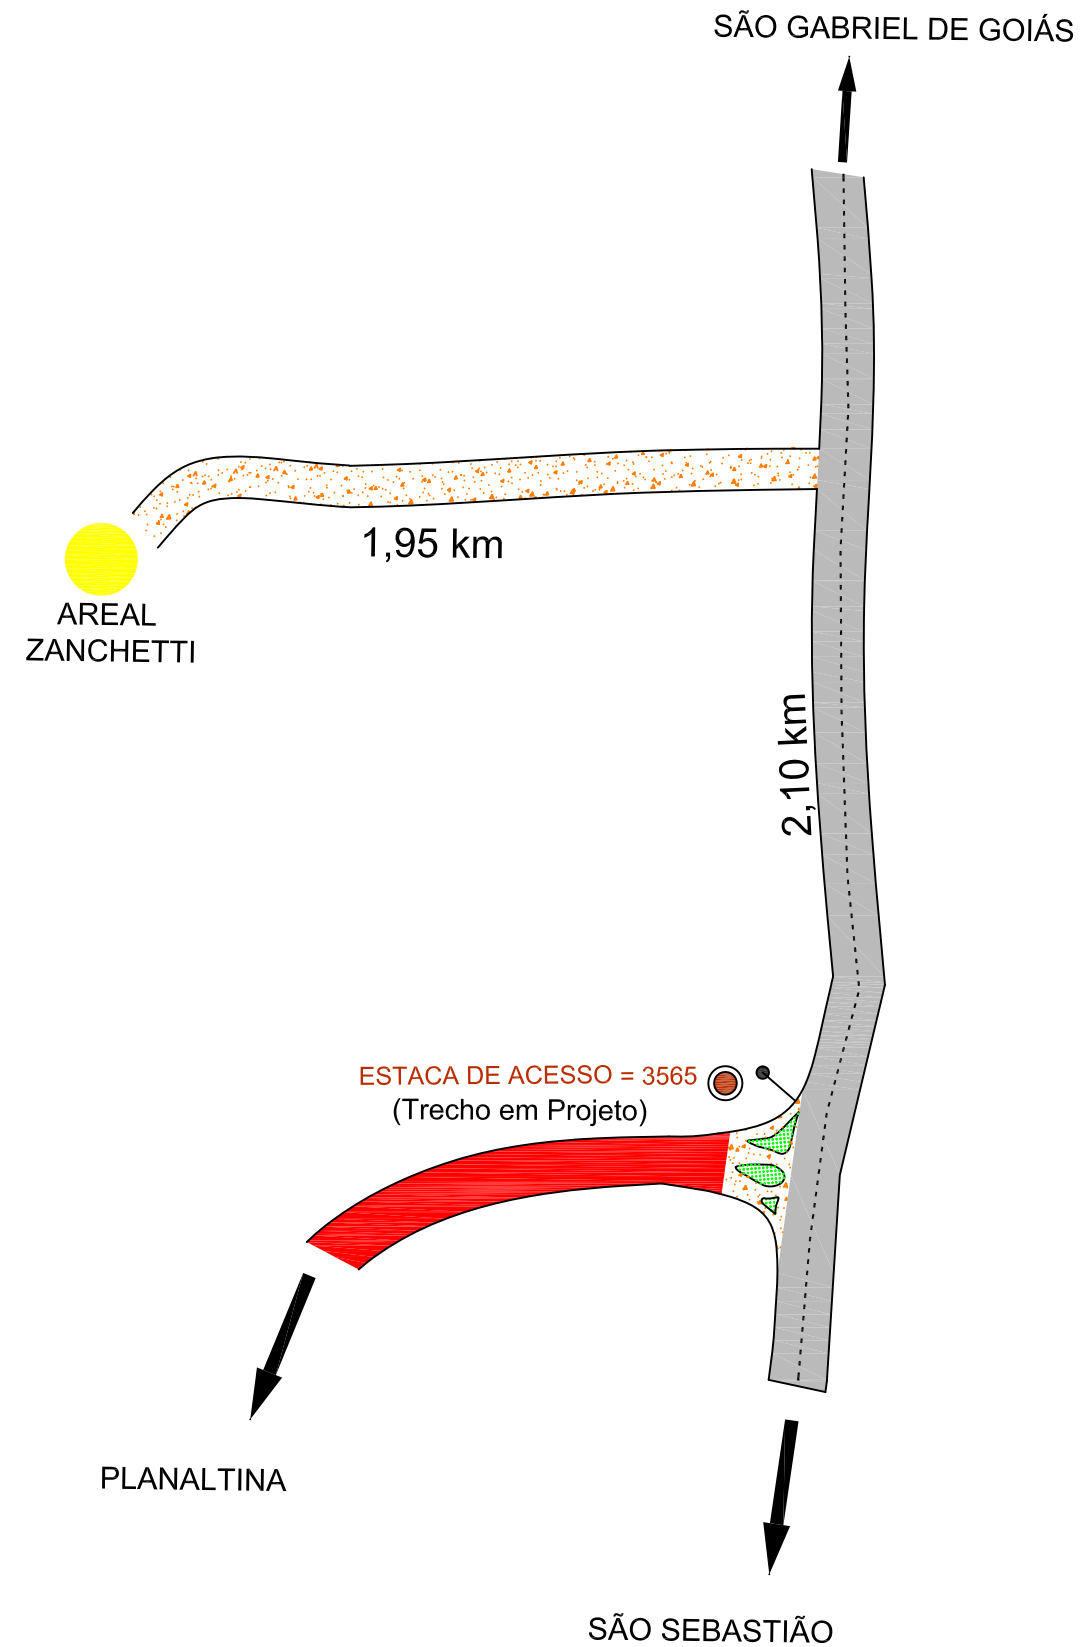 SÃO GABRIEL DE GOIÁS
1,95 km
AREAL
ZANCHETTI
2,10 km
ESTACA DE ACESSO = 3565
(Trecho em Projeto)
PLANALTINA
SÃO SEBASTIÃO